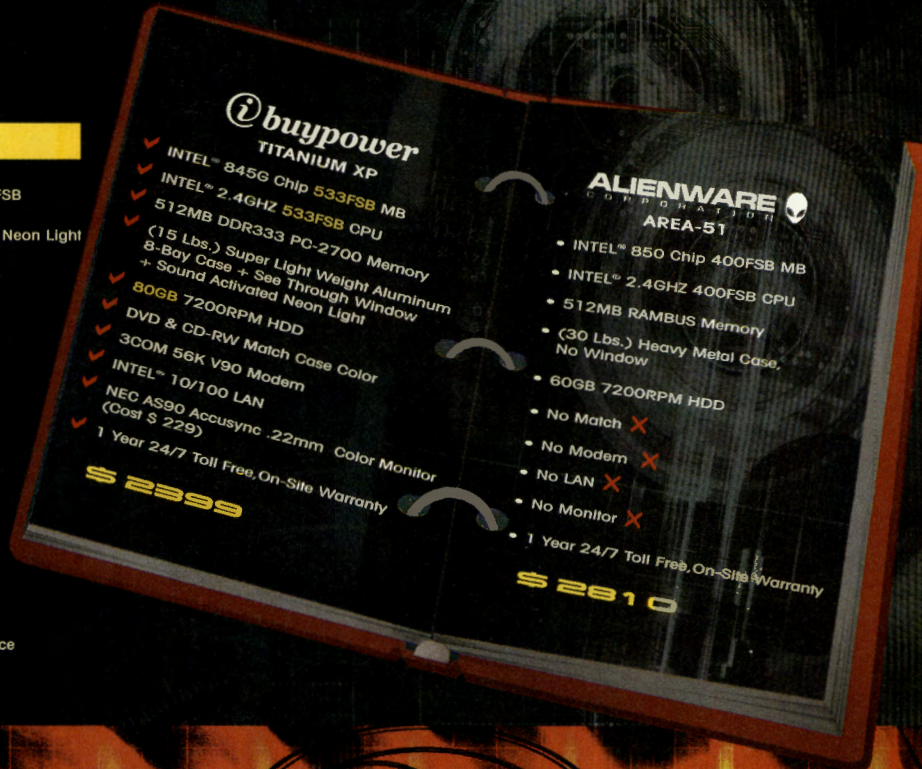 FSB
Neon Light
ce
i buypower
TITANIUM XP
INTEL™ 845G Chip 533FSB MB
INTEL™ 2.4GHZ 533FSB CPU
512MB DDR333 PC-2700 Memory
(15 Lbs.) Super Light Weight Aluminum
8-Bay Case + See Through Window
+ Sound Activated Neon Light
80GB 7200RPM HDD
DVD & CD-RW Match Case Color
3COM 56K V90 Modem
INTEL™ 10/100 LAN
NEC AS90 Accusync .22mm Color Monitor
(Cost $ 229)
1 Year 24/7 Toll Free,On-Site Warranty
$ 2399
ALIENWARE
CORPORATION
AREA-51
• INTEL™ 850 Chip 400FSB MB
• INTEL™ 2.4GHZ 400FSB CPU
• 512MB RAMBUS Memory
• (30 Lbs.) Heavy Metal Case,
No Window
• 60GB 7200RPM HDD
• No Match
• No Modem
• No LAN
• No Monitor
• 1 Year 24/7 Toll Free,On-Site Warranty
$ 2810